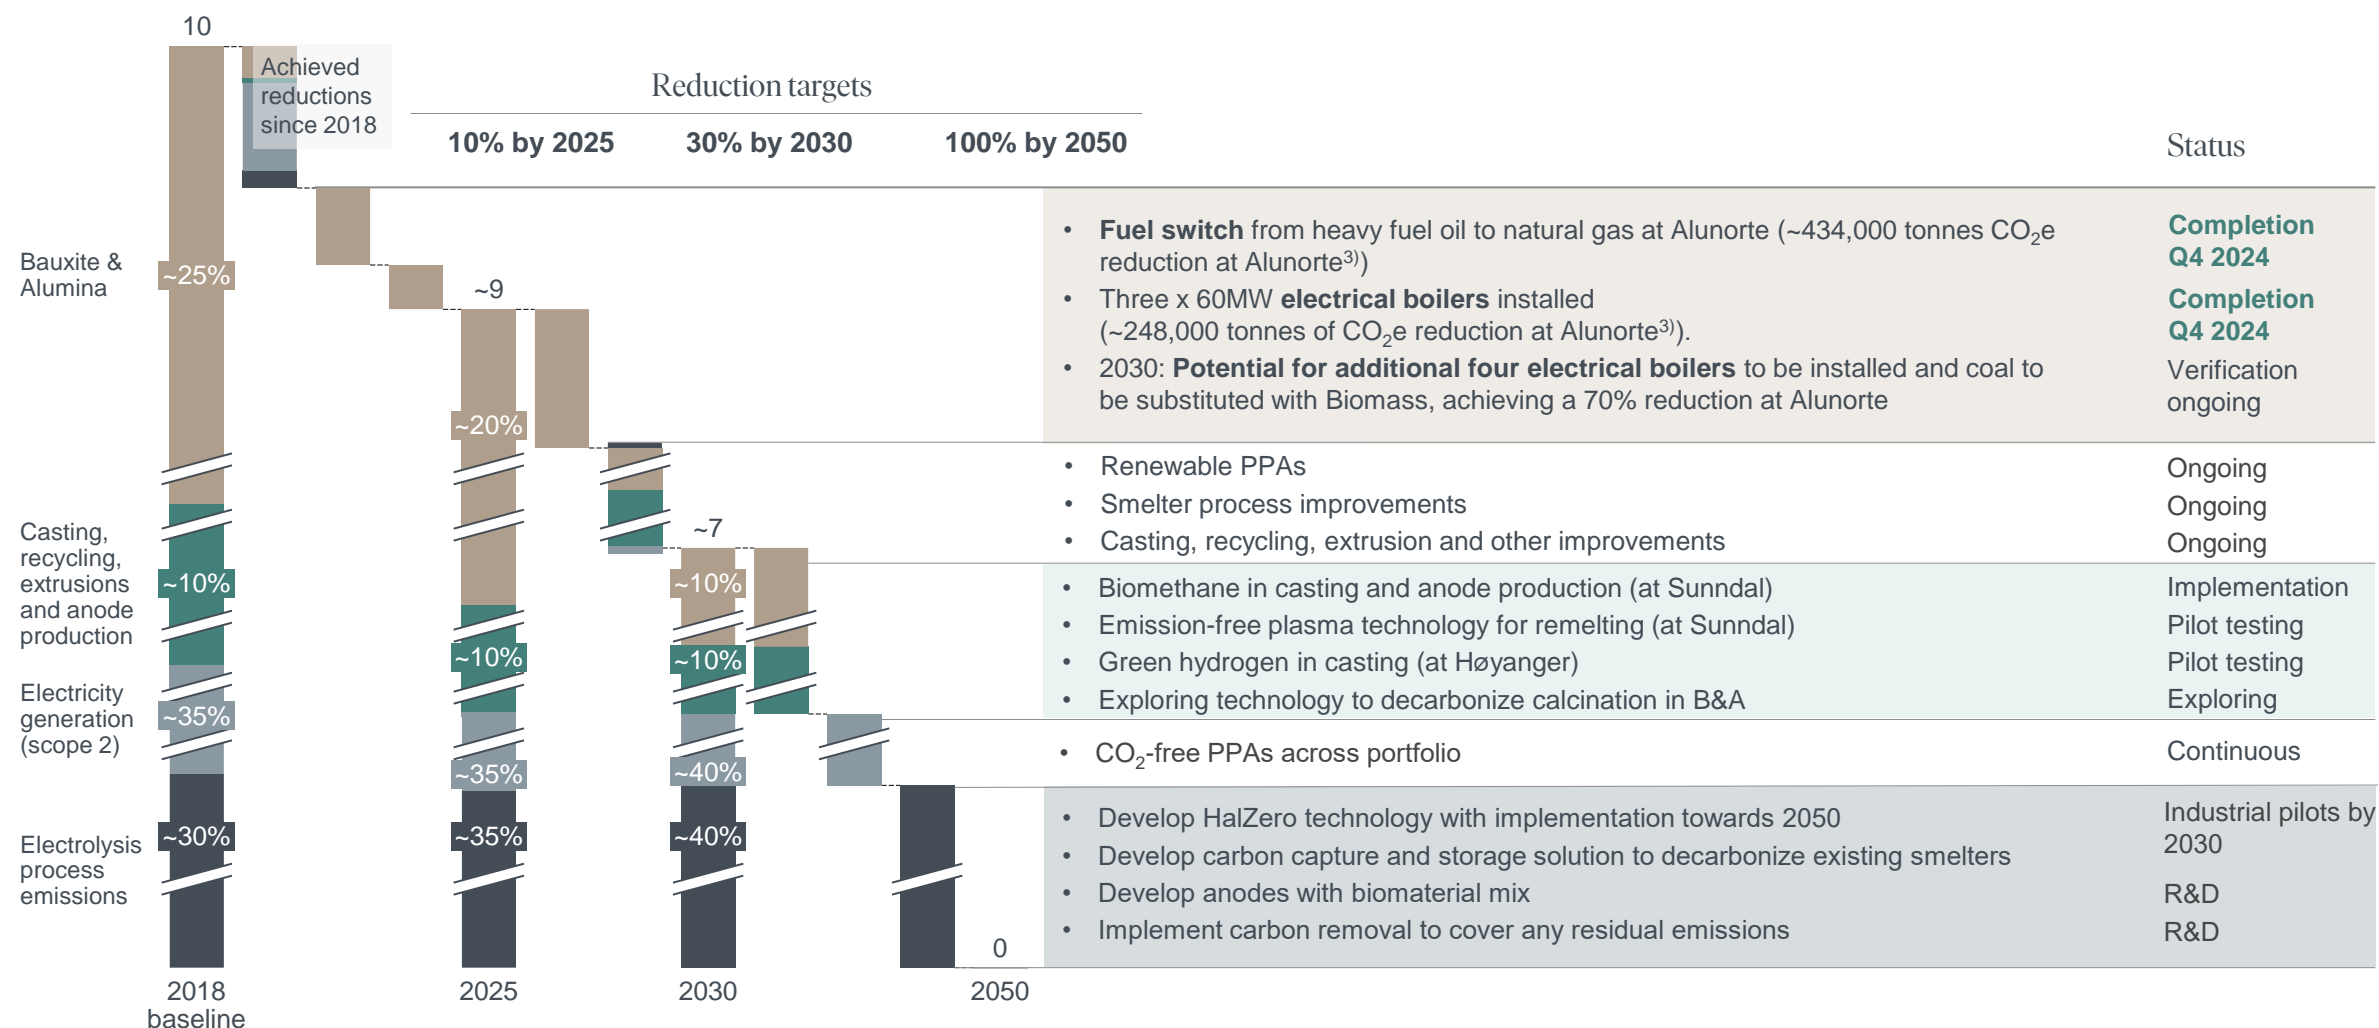 10
Achieved
reductions
since 2018
Reduction targets
10% by 2025
30% by 2030
100% by 2050
Status
Bauxite &
Alumina
~25%
~9
~20%
• Fuel switch from heavy fuel oil to natural gas at Alunorte (~434,000 tonnes CO2e
reduction at Alunorte3))
Completion
Q4 2024
• Three x 60MW electrical boilers installed
(~248,000 tonnes of CO2e reduction at Alunorte3)).
Completion
Q4 2024
• 2030: Potential for additional four electrical boilers to be installed and coal to
be substituted with Biomass, achieving a 70% reduction at Alunorte
Verification
ongoing
• Renewable PPAs
Ongoing
• Smelter process improvements
Ongoing
• Casting, recycling, extrusion and other improvements
Ongoing
Casting,
recycling,
extrusions
and anode
production
~10%
~10%
~7
~10%
~10%
• Biomethane in casting and anode production (at Sunndal)
Implementation
• Emission-free plasma technology for remelting (at Sunndal)
Pilot testing
• Green hydrogen in casting (at Høyanger)
Pilot testing
• Exploring technology to decarbonize calcination in B&A
Exploring
Electricity
generation
(scope 2)
~35%
~35%
~40%
• CO2-free PPAs across portfolio
Continuous
Electrolysis
process
emissions
~30%
~35%
~40%
• Develop HalZero technology with implementation towards 2050
Industrial pilots by
2030
• Develop carbon capture and storage solution to decarbonize existing smelters
• Develop anodes with biomaterial mix
R&D
• Implement carbon removal to cover any residual emissions
R&D
0
2018
baseline
2025
2030
2050